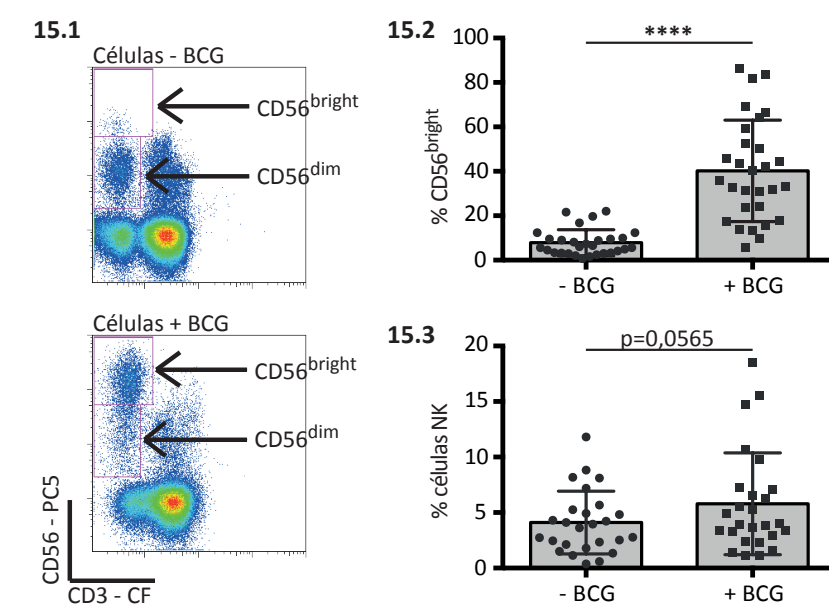 15.1
Células - BCG
CD56bright
CD56dim
Células + BCG
CD56bright
CD56dim
CD56 - PC5
CD3 - CF
15.2
% CD56bright
100
80
60
40
20
0
****
- BCG
+ BCG
15.3
% células NK
20
15
10
5
0
p=0,0565
- BCG
+ BCG